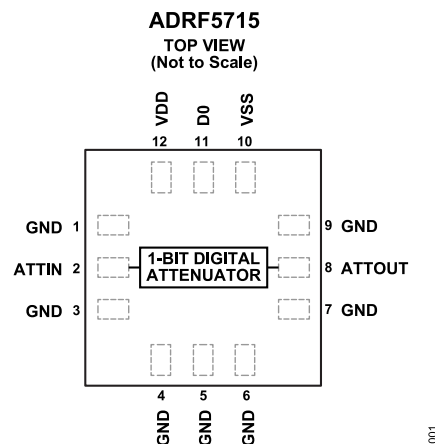 ADRF5715
TOP VIEW
(Not to Scale)
VDD
D0
VSS
12
11
10
GND 1
9 GND
ATTIN 2
1-BIT DIGITAL
ATTENUATOR
8 ATTOUT
GND 3
7 GND
4
5
6
GND
GND
GND
001